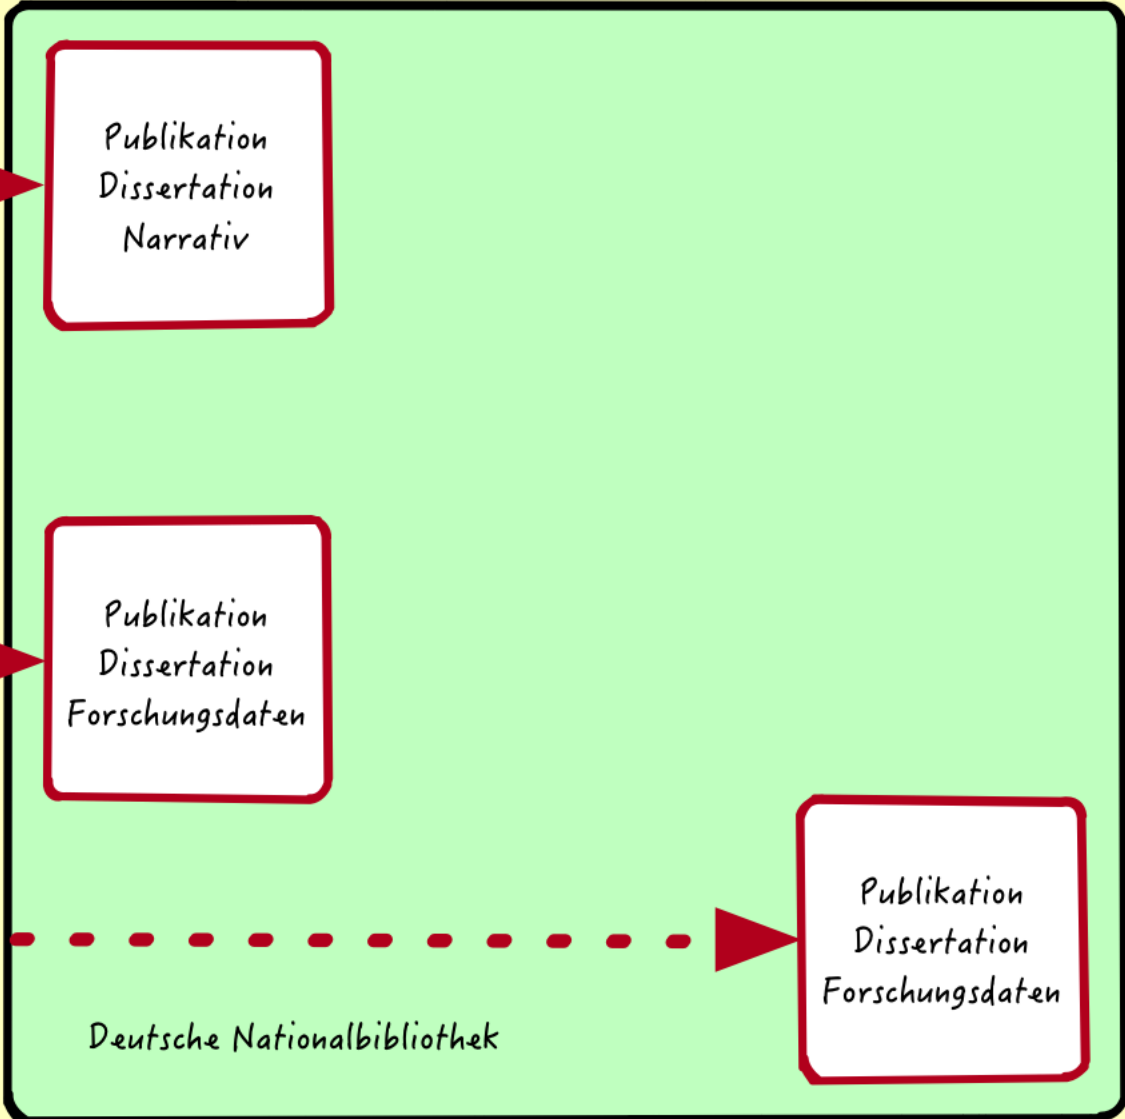 Publikation
Dissertation
Narrativ
Publikation
Dissertation
Forschungsdaten
Publikation
Dissertation
Forschungsdaten
Deutsche Nationalbibliothek